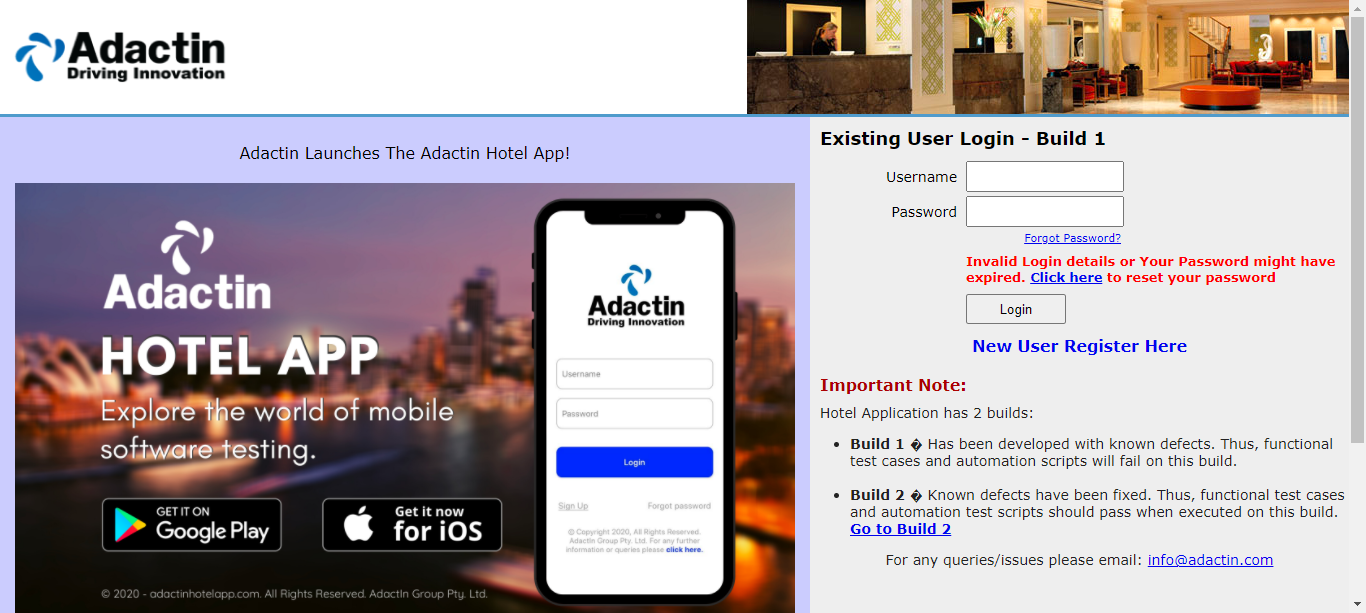 Adactin
Driving Innovation
Adactin Launches The Adactin Hotel App!
Adactin
HOTEL APP
Explore the world of mobile
software testing.
GET IT ON
Google Play
Get it now
for iOS
© 2020 - adactinhotelapp.com. All Rights Reserved. AdactIn Group Pty. Ltd.
Adactin
Driving Innovation
Username
Password
Login
Sign Up
Forgot password
© Copyright 2020, All Rights Reserved.
AdactIn Group Pty. Ltd. For any further
information or queries please click here.
Existing User Login - Build 1
Username
Password
Forgot Password?
Invalid Login details or Your Password might have
expired. Click here to reset your password
Login
New User Register Here
Important Note:
Hotel Application has 2 builds:
• Build 1 � Has been developed with known defects. Thus, functional
test cases and automation scripts will fail on this build.
• Build 2 � Known defects have been fixed. Thus, functional test cases
and automation test scripts should pass when executed on this build.
Go to Build 2
For any queries/issues please email: info@adactin.com